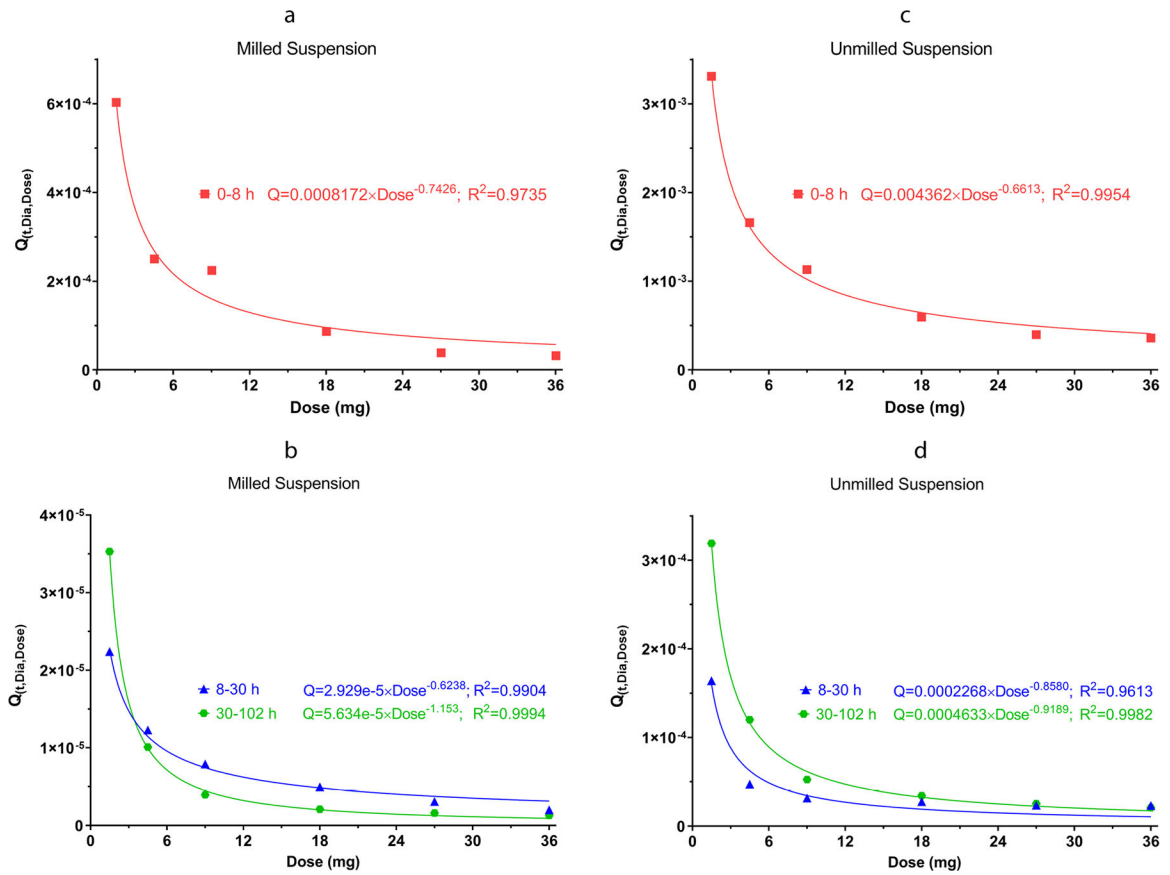 a
Milled Suspension
6×10⁻⁴
4×10⁻⁴
2×10⁻⁴
0
Q(t,Dia,Dose)
0-8 h Q=0.0008172×Dose⁻⁰·⁷⁴²⁶; R²=0.9735
0 6 12 18 24 30 36
Dose (mg)
c
Unmilled Suspension
3×10⁻³
2×10⁻³
1×10⁻³
0
Q(t,Dia,Dose)
0-8 h Q=0.004362×Dose⁻⁰·⁶⁶¹³; R²=0.9954
0 6 12 18 24 30 36
Dose (mg)
b
Milled Suspension
4×10⁻⁵
3×10⁻⁵
2×10⁻⁵
1×10⁻⁵
0
Q(t,Dia,Dose)
8-30 h Q=2.929e-5×Dose⁻⁰·⁶²³⁸; R²=0.9904
30-102 h Q=5.634e-5×Dose⁻¹·¹⁵³; R²=0.9994
0 6 12 18 24 30 36
Dose (mg)
d
Unmilled Suspension
3×10⁻⁴
2×10⁻⁴
1×10⁻⁴
0
Q(t,Dia,Dose)
8-30 h Q=0.0002268×Dose⁻⁰·⁸⁵⁸⁰; R²=0.9613
30-102 h Q=0.0004633×Dose⁻⁰·⁹¹⁸⁹; R²=0.9982
0 6 12 18 24 30 36
Dose (mg)